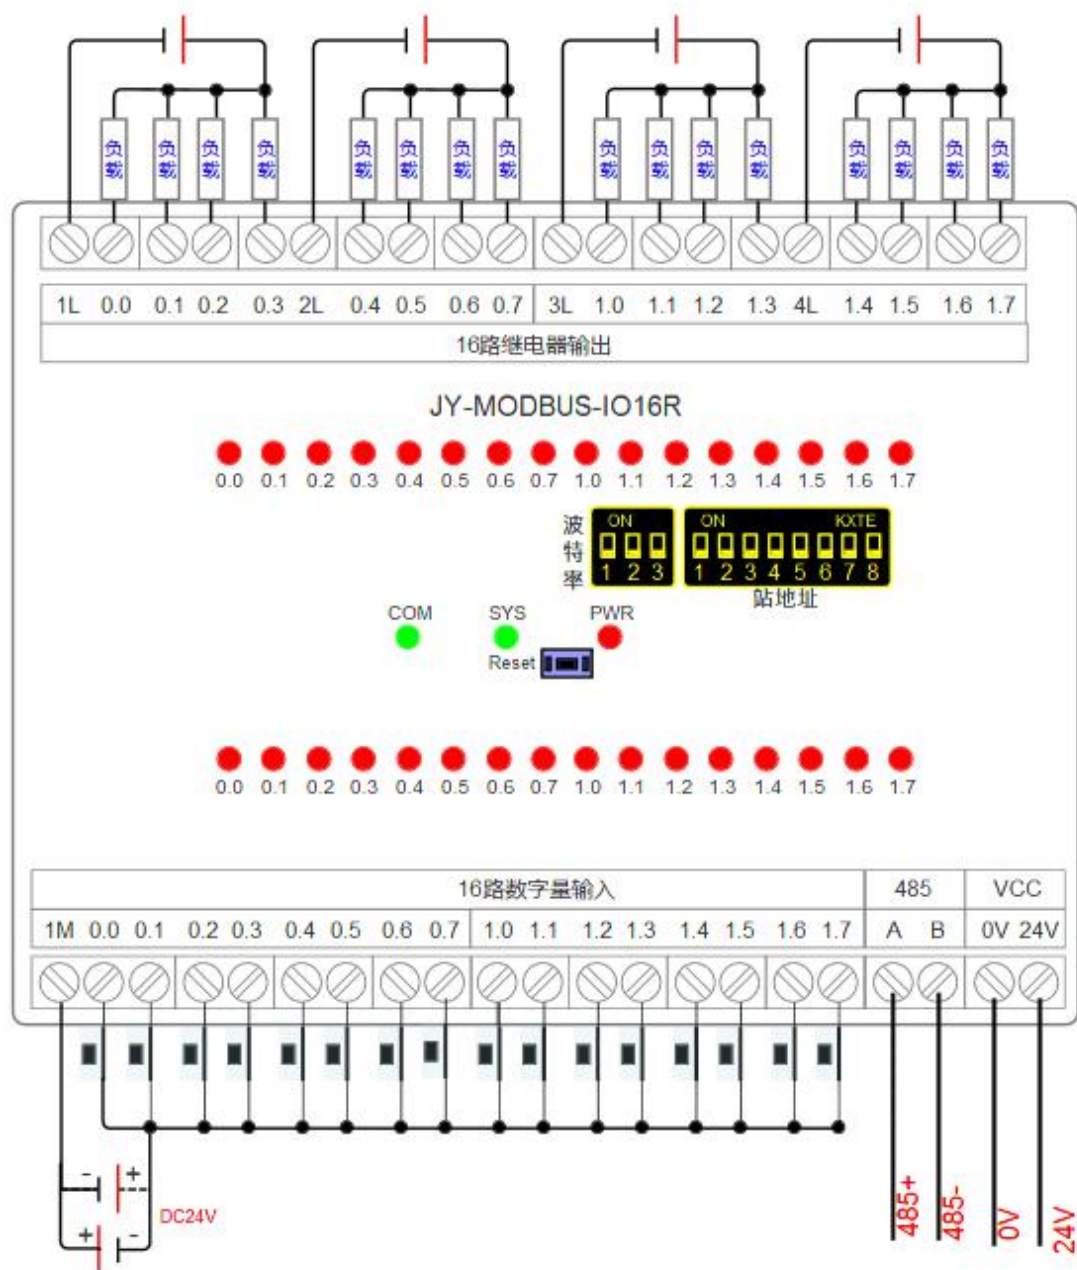 负载 负载 负载 负载 负载 负载 负载 负载 负载 负载 负载 负载 负载 负载 负载 负载
1L 0.0 0.1 0.2 0.3 2L 0.4 0.5 0.6 0.7 3L 1.0 1.1 1.2 1.3 4L 1.4 1.5 1.6 1.7
16路继电器输出
JY-MODBUS-IO16R
0.0 0.1 0.2 0.3 0.4 0.5 0.6 0.7 1.0 1.1 1.2 1.3 1.4 1.5 1.6 1.7
波特率
ON
1 2 3
ON KXTE
1 2 3 4 5 6 7 8
站地址
COM SYS PWR
Reset
0.0 0.1 0.2 0.3 0.4 0.5 0.6 0.7 1.0 1.1 1.2 1.3 1.4 1.5 1.6 1.7
16路数字量输入 485 VCC
1M 0.0 0.1 0.2 0.3 0.4 0.5 0.6 0.7 1.0 1.1 1.2 1.3 1.4 1.5 1.6 1.7 A B 0V 24V
- +
DC24V
+ -
485+ 485- 0V 24V